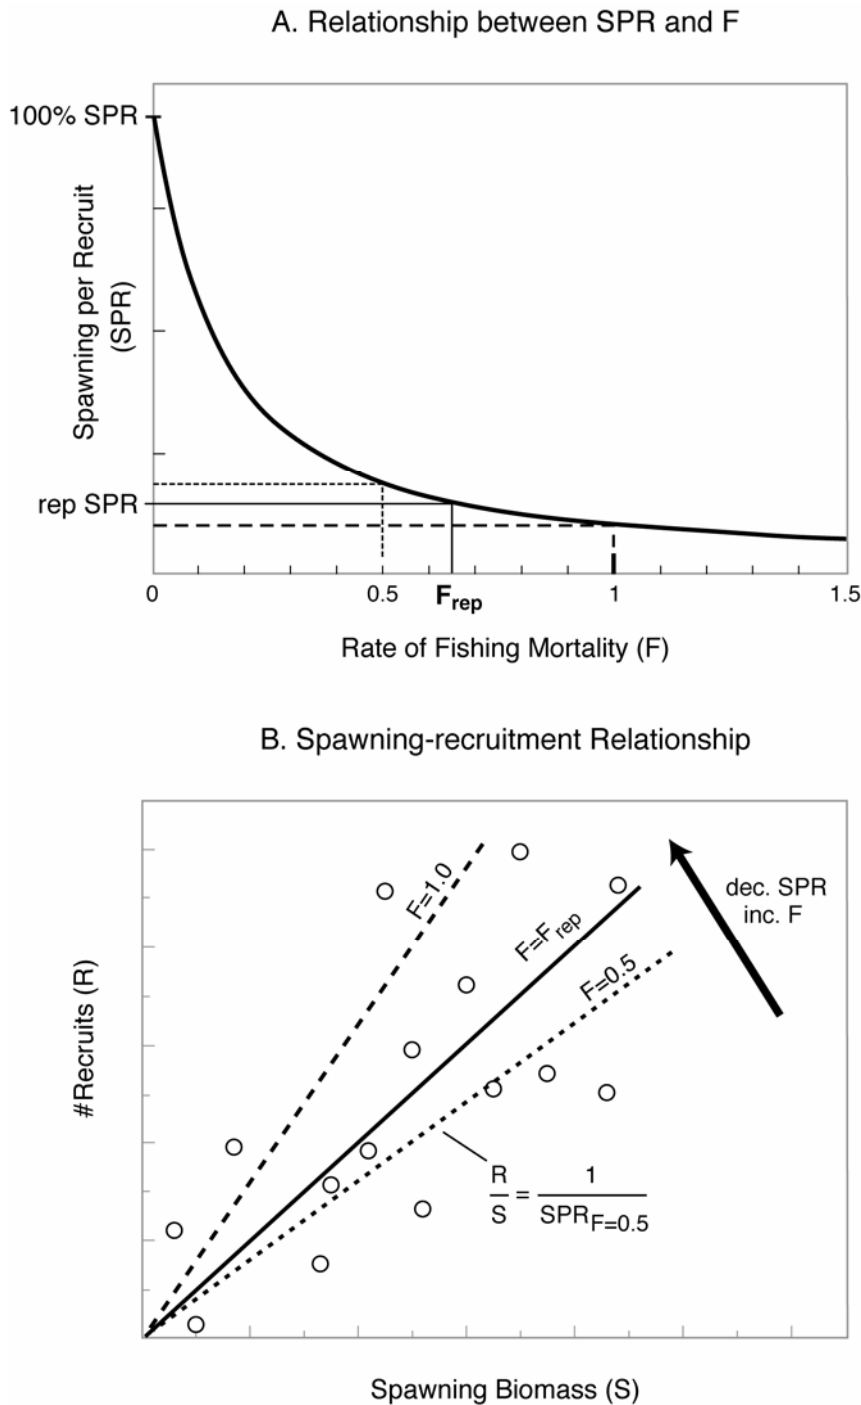 A. Relationship between SPR and F
100% SPR
Spawning per Recruit
(SPR)
rep SPR
0
0.5
Frep
1
1.5
Rate of Fishing Mortality (F)
B. Spawning-recruitment Relationship
F=1.0
F=Frep
F=0.5
dec. SPR
inc. F
#Recruits (R)
R/S = 1/SPRF=0.5
Spawning Biomass (S)